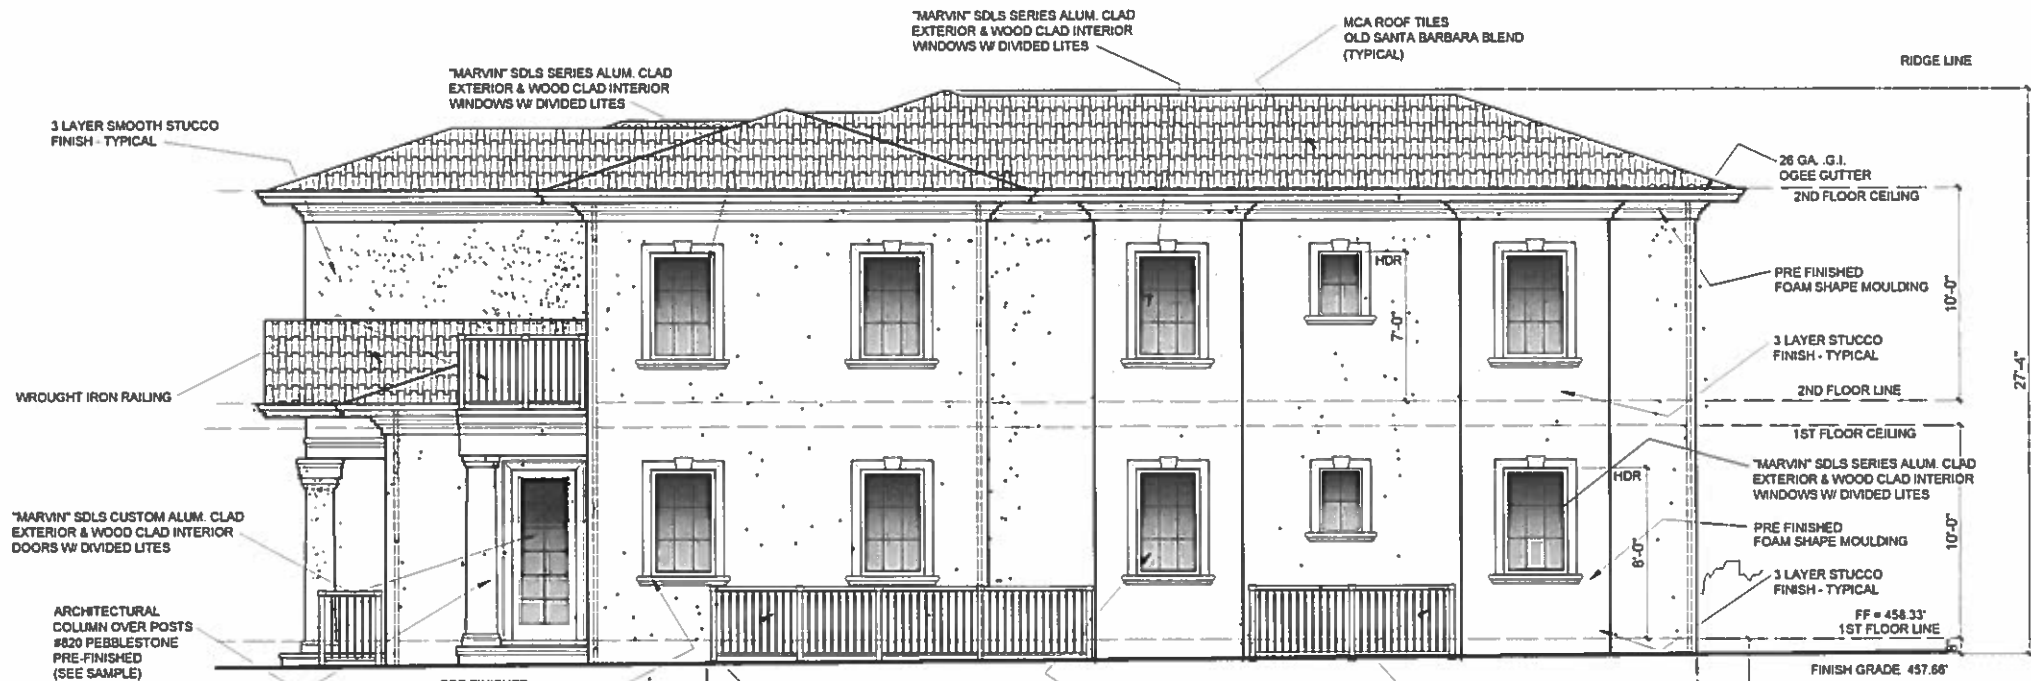 "MARVIN" SDLS SERIES ALUM. CLAD
EXTERIOR & WOOD CLAD INTERIOR
WINDOWS W/ DIVIDED LITES
MCA ROOF TILES
OLD SANTA BARBARA BLEND
(TYPICAL)
RIDGE LINE
"MARVIN" SDLS SERIES ALUM. CLAD
EXTERIOR & WOOD CLAD INTERIOR
WINDOWS W/ DIVIDED LITES
3 LAYER SMOOTH STUCCO
FINISH - TYPICAL
26 GA. .G.I.
OGEE GUTTER
2ND FLOOR CEILING
HDR
7'-0"
PRE FINISHED
FOAM SHAPE MOULDING
10'-0"
3 LAYER STUCCO
FINISH - TYPICAL
27'-4"
WROUGHT IRON RAILING
2ND FLOOR LINE
1ST FLOOR CEILING
"MARVIN" SDLS SERIES ALUM. CLAD
EXTERIOR & WOOD CLAD INTERIOR
WINDOWS W/ DIVIDED LITES
HDR
8'-0"
"MARVIN" SDLS CUSTOM ALUM. CLAD
EXTERIOR & WOOD CLAD INTERIOR
DOORS W/ DIVIDED LITES
PRE FINISHED
FOAM SHAPE MOULDING
10'-0"
3 LAYER STUCCO
FINISH - TYPICAL
ARCHITECTURAL
COLUMN OVER POSTS
#820 PEBBLESTONE
PRE-FINISHED
(SEE SAMPLE)
FF = 458.33'
1ST FLOOR LINE
8"
FINISH GRADE 457.66'